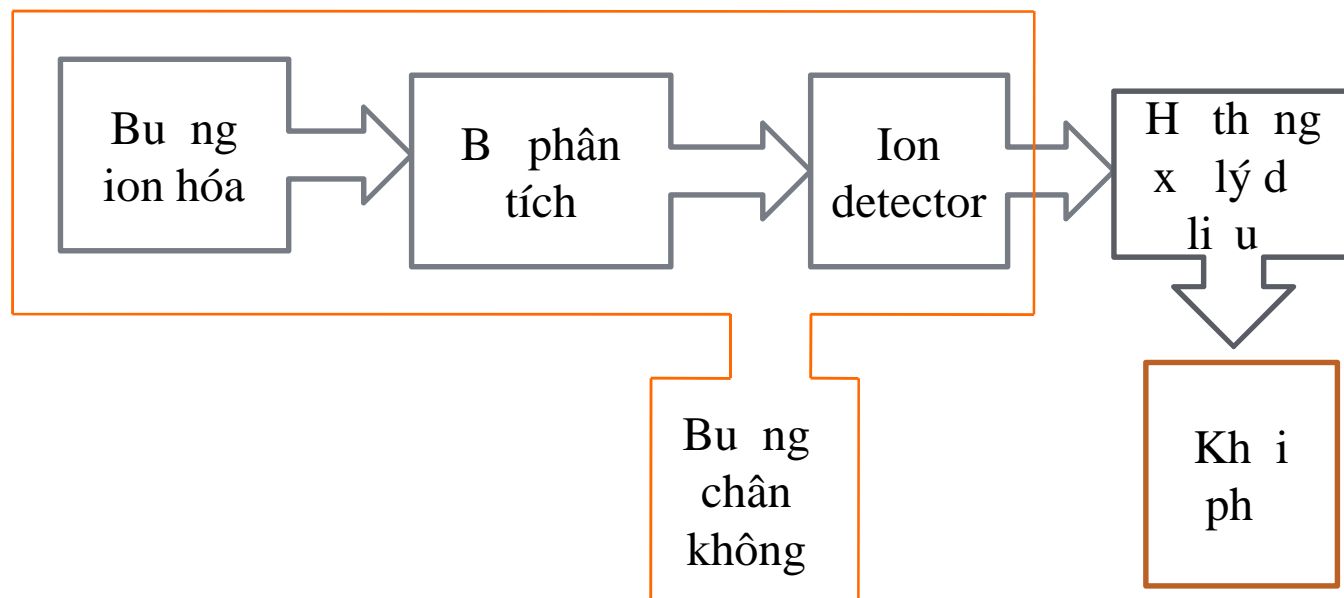 Bu ng
ion hóa
B phân
tích
Ion
detector
H th ng
x lý d
li u
Bu ng
chân
không
Kh i
ph